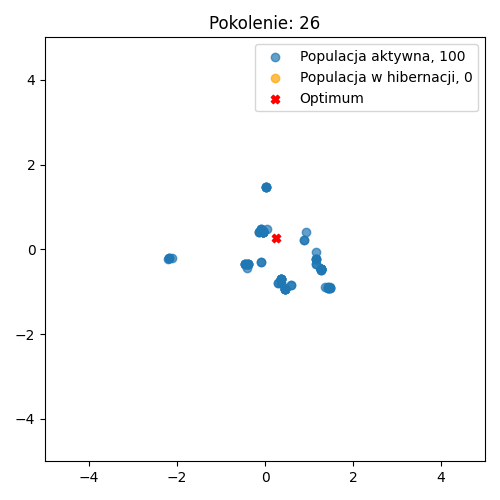 Pokolenie: 26
Populacja aktywna, 100
Populacja w hibernacji, 0
Optimum
4
2
0
−2
−4
−4 −2 0 2 4